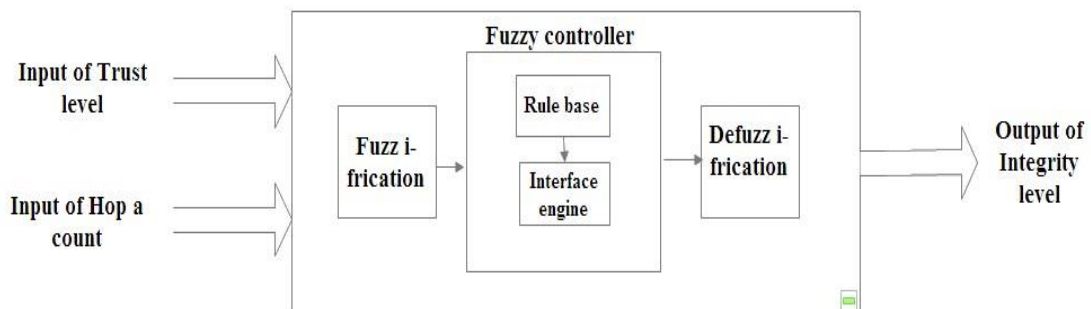 Fuzzy controller
Input of Trust
level
Input of Hop a
count
Fuzz i-
frication
Rule base
Interface
engine
Defuzz i-
frication
Output of
Integrity
level